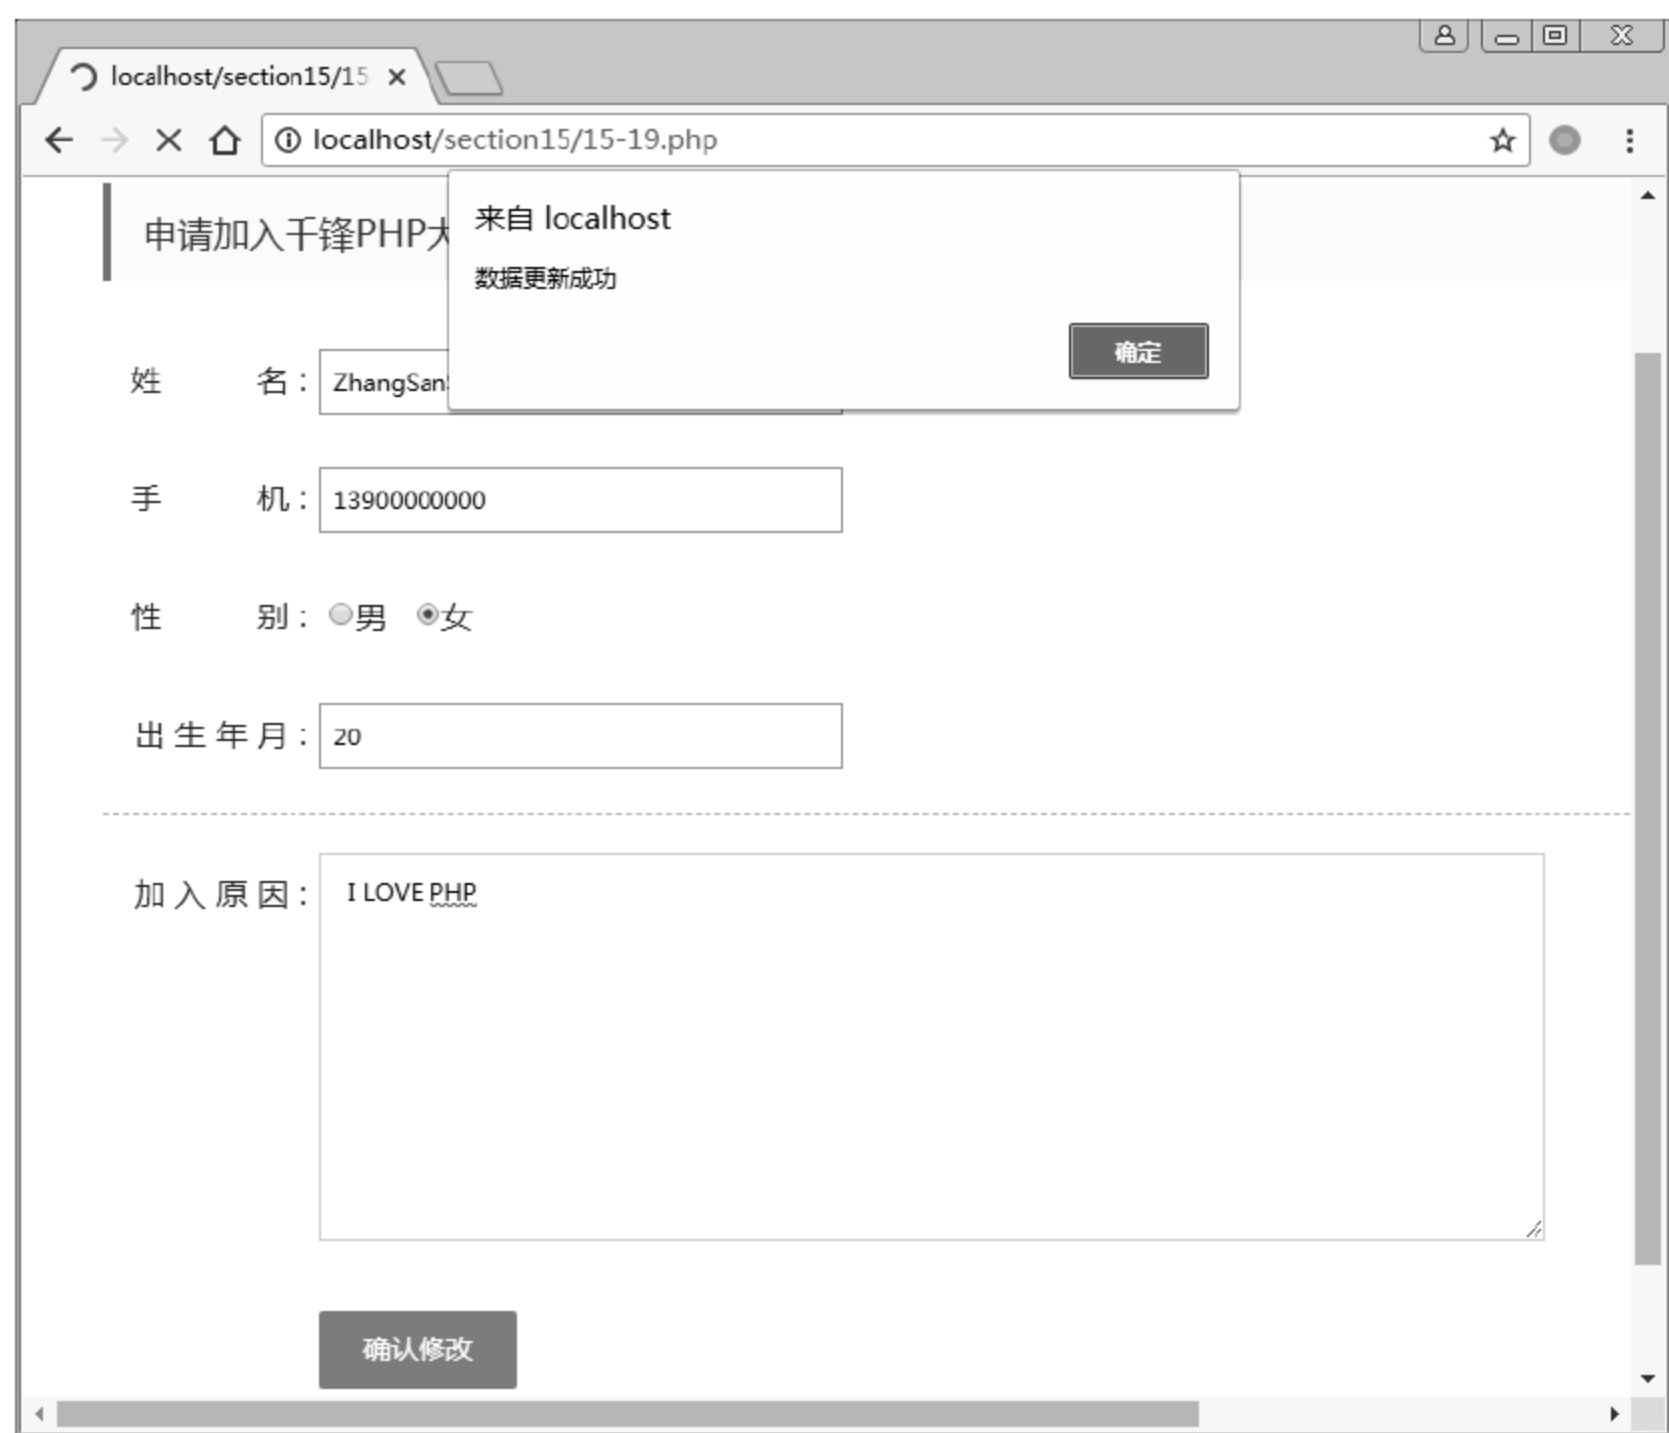 localhost/section15/15
localhost/section15/15-19.php
来自 localhost
数据更新成功
确定
申请加入千锋PHP大
姓 名： ZhangSan
手 机： 13900000000
性 别： 男 女
出生年月： 20
加入原因： I LOVE PHP
确认修改